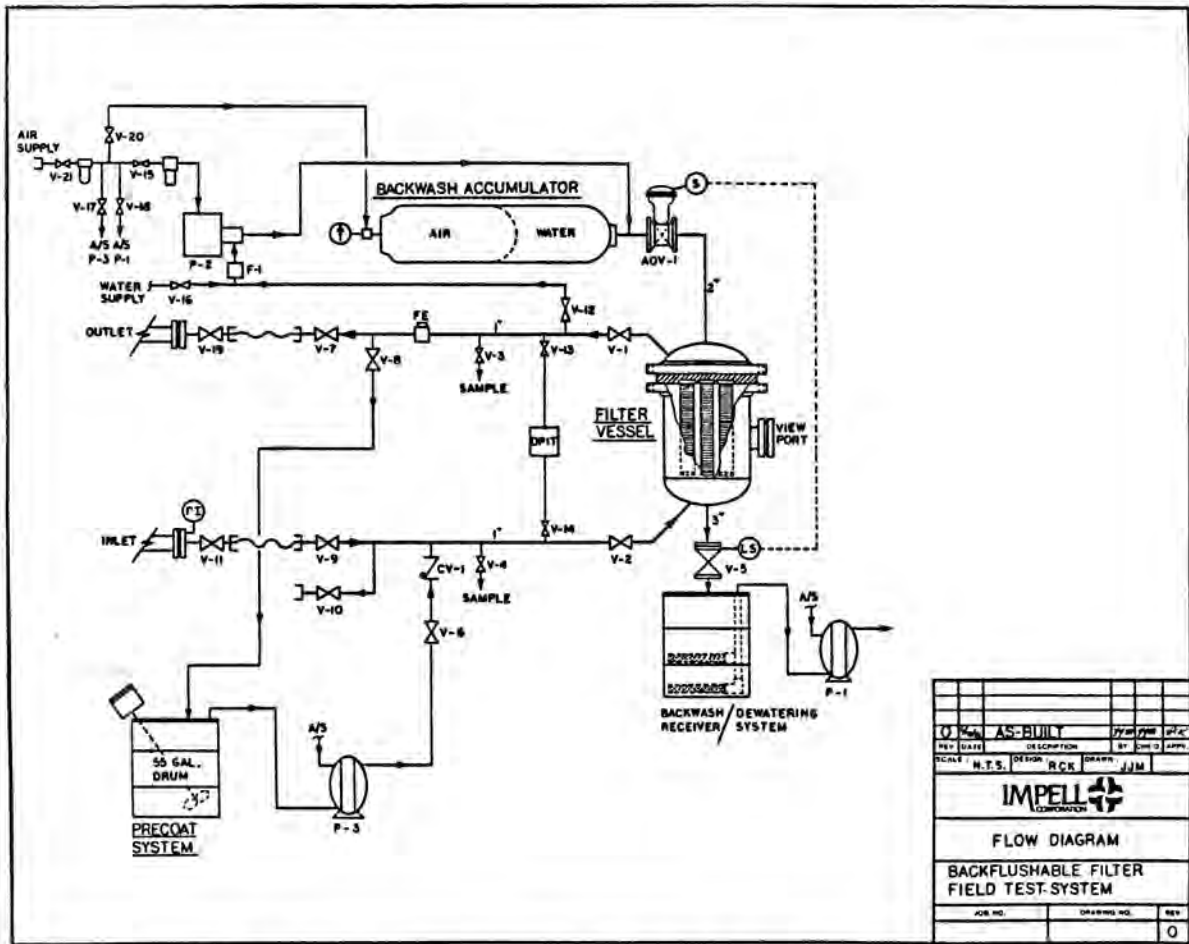 AIR
SUPPLY
V-21
V-20
V-15
V-17
A/S
P-3
A/S
P-1
P-2
F-1
WATER
SUPPLY
V-16
BACKWASH ACCUMULATOR
AIR
WATER
S
AOV-1
2"
OUTLET
V-19
V-7
V-8
FE
1"
V-3
SAMPLE
V-12
V-13
V-1
FILTER
VESSEL
VIEW
PORT
DPIT
INLET
V-11
V-9
V-10
CV-1
1"
V-4
SAMPLE
V-14
V-2
3"
LS
V-5
V-6
A/S
P-1
BACKWASH / DEWATERING
RECEIVER SYSTEM
55 GAL.
DRUM
PRECOAT
SYSTEM
A/S
P-3
0 AS-BUILT
REV DATE DESCRIPTION BY CHK'D APPV.
SCALE: N.T.S. DESIGN: RCK DRAWN: JJM
IMPELL
CORPORATION
FLOW DIAGRAM
BACKFLUSHABLE FILTER
FIELD TEST SYSTEM
JOB NO. DRAWING NO. REV
0